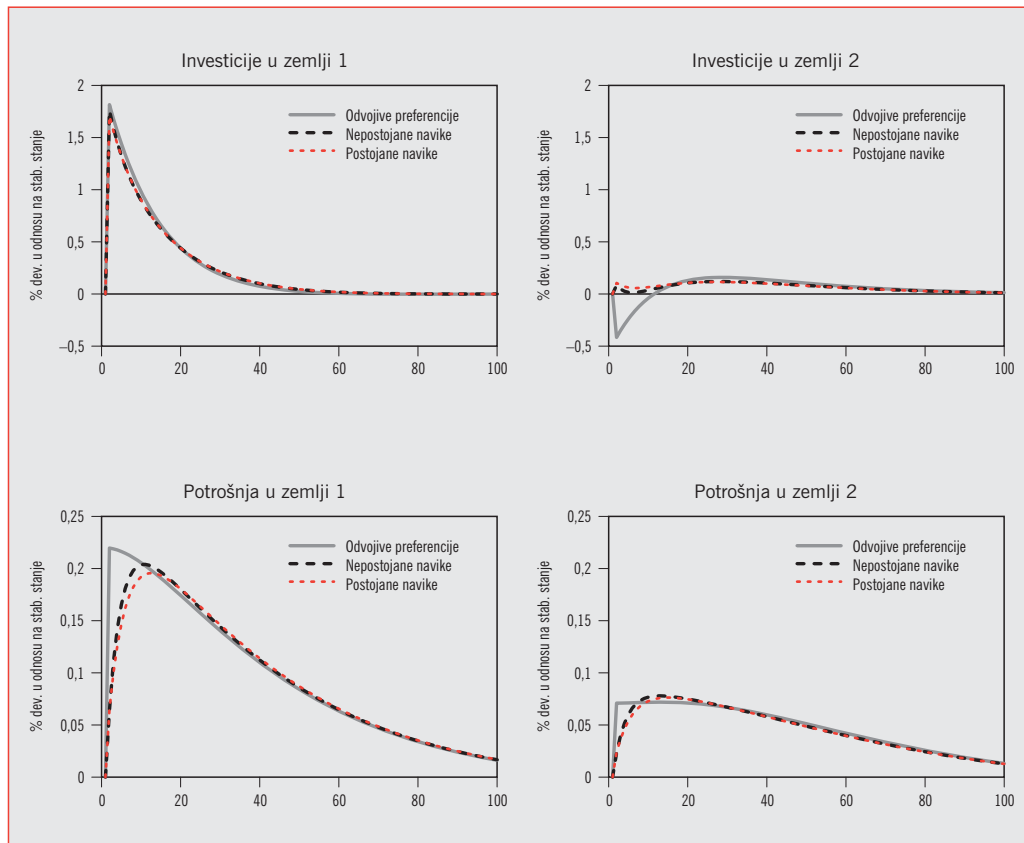 Investicije u zemlji 1
% dev. u odnosu na stab. stanje
2
1,5
1
0,5
0
–0,5
0 20 40 60 80 100
Odvojive preferencije
Nepostojane navike
Postojane navike
Investicije u zemlji 2
% dev. u odnosu na stab. stanje
2
1,5
1
0,5
0
–0,5
0 20 40 60 80 100
Odvojive preferencije
Nepostojane navike
Postojane navike
Potrošnja u zemlji 1
% dev. u odnosu na stab. stanje
0,25
0,2
0,15
0,1
0,05
0
0 20 40 60 80 100
Odvojive preferencije
Nepostojane navike
Postojane navike
Potrošnja u zemlji 2
% dev. u odnosu na stab. stanje
0,25
0,2
0,15
0,1
0,05
0
0 20 40 60 80 100
Odvojive preferencije
Nepostojane navike
Postojane navike